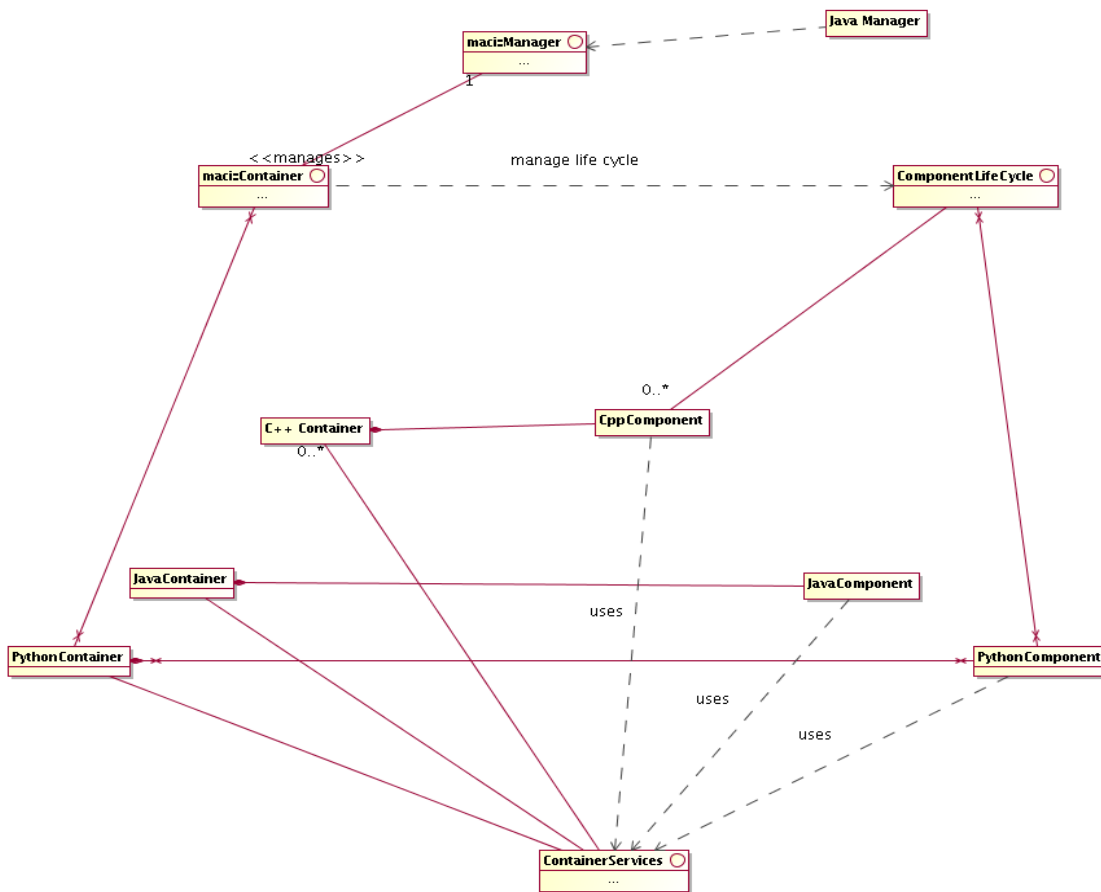 Java Manager
maci::Manager
...
1
<<manages>>
manage life cycle
maci::Container
...
ComponentLifeCycle
...
0..*
C++ Container
CppComponent
0..*
JavaContainer
JavaComponent
uses
PythonContainer
PythonComponent
uses
uses
ContainerServices
...